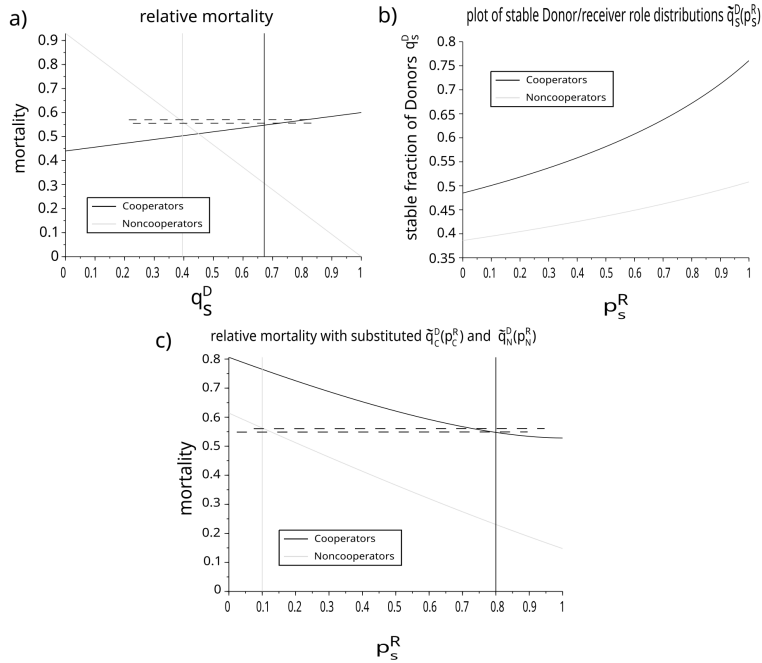 a)
relative mortality
mortality
0.9
0.8
0.7
0.6
0.5
0.4
0.3
0.2
0.1
0
Cooperators
Noncooperators
0 0.1 0.2 0.3 0.4 0.5 0.6 0.7 0.8 0.9 1
q_S^D
b)
plot of stable Donor/receiver role distributions q̃_S^D(p_S^R)
stable fraction of Donors q_S^D
0.8
0.75
0.7
0.65
0.6
0.55
0.5
0.45
0.4
0.35
Cooperators
Noncooperators
0 0.1 0.2 0.3 0.4 0.5 0.6 0.7 0.8 0.9 1
p_s^R
c)
relative mortality with substituted q̃_C^D(p_C^R) and q̃_N^D(p_N^R)
mortality
0.8
0.7
0.6
0.5
0.4
0.3
0.2
0.1
0
Cooperators
Noncooperators
0 0.1 0.2 0.3 0.4 0.5 0.6 0.7 0.8 0.9 1
p_s^R